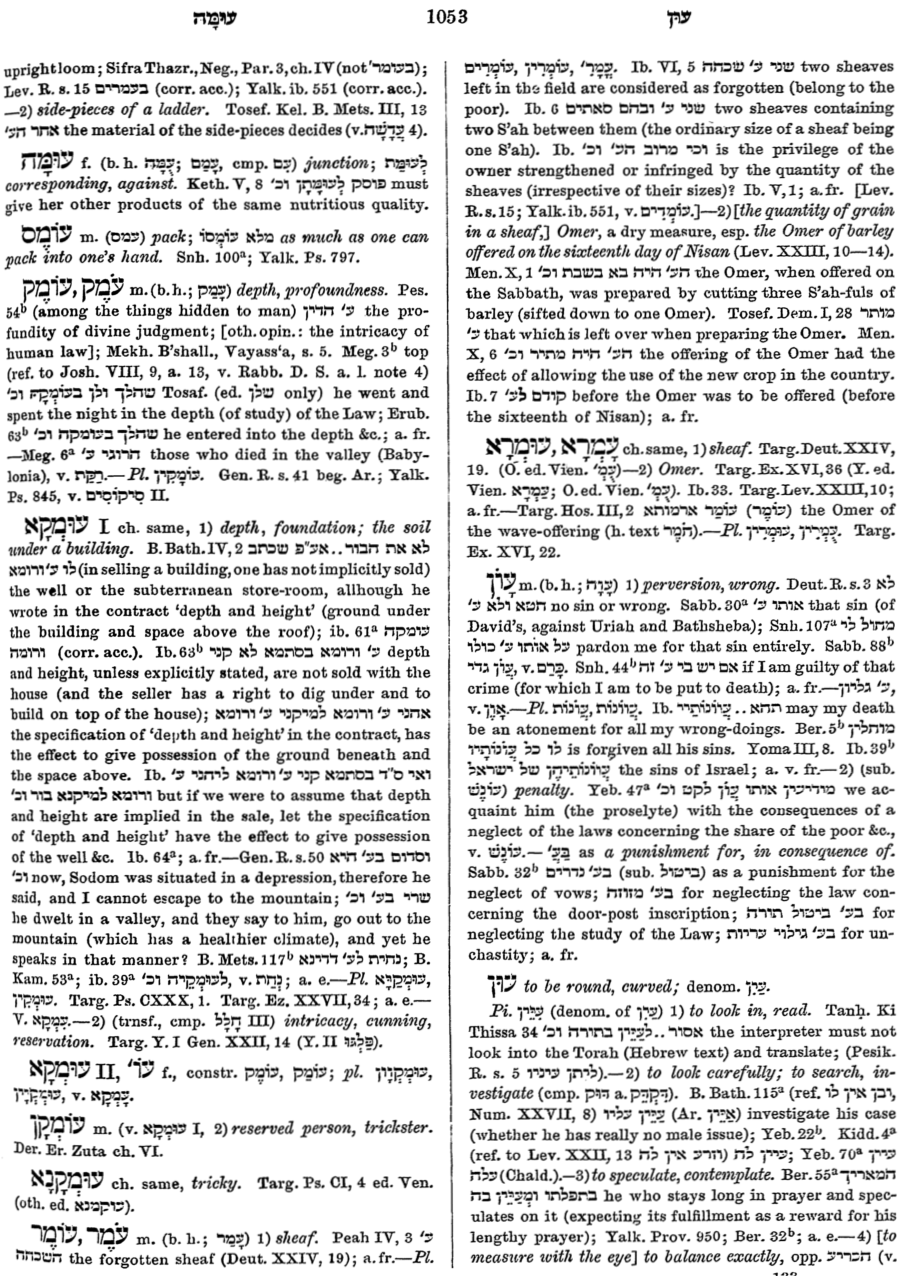 עוּמָּה
1053
עון
uprightloom; Sifra Thazr., Neg., Par. 3, ch. IV (not בעומר');
Lev. R. s. 15 בעמרים (corr. acc.); Yalk. ib. 551 (corr. acc.).
—2) side-pieces of a ladder. Tosef. Kel. B. Mets. III, 13
אחר הע' the material of the side-pieces decides (v. עֲדָשָׁה 4).
עוּמָּה f. (b. h. עֻמָּה; עָמַם, cmp. עִם) junction; לְעוּמַּת
corresponding, against. Keth. V, 8 פוסק לְעוּמָּתָן וכ' must
give her other products of the same nutritious quality.
עוֹמֶס m. (עמס) pack; מלא עוּמְסוֹ as much as one can
pack into one's hand. Snh. 100ᵃ; Yalk. Ps. 797.
עֹמֶק, עוֹמֶק m. (b. h.; עָמַק) depth, profoundness. Pes.
54ᵇ (among the things hidden to man) ע' הדין the pro-
fundity of divine judgment; [oth. opin.: the intricacy of
human law]; Mekh. B'shall., Vayass'a, s. 5. Meg. 3ᵇ top
(ref. to Josh. VIII, 9, a. 13, v. Rabb. D. S. a. l. note 4)
שהלך ולן בעומקה וכ' Tosaf. (ed. שלן only) he went and
spent the night in the depth (of study) of the Law; Erub.
63ᵇ שהלך בעומקה וכ' he entered into the depth &c.; a. fr.
—Meg. 6ᵃ הרוגי ע' those who died in the valley (Baby-
lonia), v. רַקַּת.—Pl. עוּמְקִין. Gen. R. s. 41 beg. Ar.; Yalk.
Ps. 845, v. סִיקוֹסִים II.
עוּמְקָא I ch. same, 1) depth, foundation; the soil
under a building. B. Bath. IV, 2 לא את הבור .. אע"פ שכתב
לו ע' ורומא (in selling a building, one has not implicitly sold)
the well or the subterranean store-room, allhough he
wrote in the contract 'depth and height' (ground under
the building and space above the roof); ib. 61ᵃ עומקה
ורומה (corr. acc.). Ib. 63ᵇ ע' ורומא בסתמא לא קני depth
and height, unless explicitly stated, are not sold with the
house (and the seller has a right to dig under and to
build on top of the house); אהני ע' ורומא למיקני ע' ורומא
the specification of 'depth and height' in the contract, has
the effect to give possession of the ground beneath and
the space above. Ib. ואי ס"ד בסתמא קני ע' ורומא ליהני ע'
ורומא למיקנא בור וכ' but if we were to assume that depth
and height are implied in the sale, let the specification
of 'depth and height' have the effect to give possession
of the well &c. Ib. 64ᵃ; a. fr.—Gen. R. s. 50 וסדום בע' היא
וכ' now, Sodom was situated in a depression, therefore he
said, and I cannot escape to the mountain; שרי בע' וכ'
he dwelt in a valley, and they say to him, go out to the
mountain (which has a healthier climate), and yet he
speaks in that manner? B. Mets. 117ᵇ נחית לע' דדינא; B.
Kam. 53ᵃ; ib. 39ᵃ לעומקיה וכ', v. נְחַת; a. e.—Pl. עוּמְקַיָּא,
עוּמְקִין. Targ. Ps. CXXX, 1. Targ. Ez. XXVII, 34; a. e.—
V. עִמְקָא.—2) (trnsf., cmp. חָלָל III) intricacy, cunning,
reservation. Targ. Y. I Gen. XXII, 14 (Y. II פְּלַגּוּ).
עוּמְקָא II, עוּ' f., constr. עוֹמֶק, עוּמַק; pl. עוּמְקָוָן,
עוּמְקָיָן, v. עִמְקָא.
עוּמְקָן m. (v. עוּמְקָא I, 2) reserved person, trickster.
Der. Er. Zuta ch. VI.
עוּמְקָנָא ch. same, tricky. Targ. Ps. CI, 4 ed. Ven.
(oth. ed. עוקמנא).
עֹמֶר, עוֹמֶר m. (b. h.; עָמַר) 1) sheaf. Peah IV, 3 ע'
השכחה the forgotten sheaf (Deut. XXIV, 19); a. fr.—Pl.
עֳמָר', עוֹמְרִין, עוֹמָרִים. Ib. VI, 5 שני ע' שכחה two sheaves
left in the field are considered as forgotten (belong to the
poor). Ib. 6 שני ע' ובהם סאתים two sheaves containing
two S'ah between them (the ordinary size of a sheaf being
one S'ah). Ib. וכי מרוב הע' וכ' is the privilege of the
owner strengthened or infringed by the quantity of the
sheaves (irrespective of their sizes)? Ib. V, 1; a. fr. [Lev.
R. s. 15; Yalk. ib. 551, v. עוֹמְדִים.]—2) [the quantity of grain
in a sheaf,] Omer, a dry measure, esp. the Omer of barley
offered on the sixteenth day of Nisan (Lev. XXIII, 10—14).
Men. X, 1 הע' היה בא בשבת וכ' the Omer, when offered on
the Sabbath, was prepared by cutting three S'ah-fuls of
barley (sifted down to one Omer). Tosef. Dem. I, 28 מותר
ע' that which is left over when preparing the Omer. Men.
X, 6 הע' היה מתיר וכ' the offering of the Omer had the
effect of allowing the use of the new crop in the country.
Ib. 7 קודם לע' before the Omer was to be offered (before
the sixteenth of Nisan); a. fr.
עָמְרָא, עוּמְרָא ch. same, 1) sheaf. Targ. Deut. XXIV,
19. (O. ed. Vien. עֻמְ')—2) Omer. Targ. Ex. XVI, 36 (Y. ed.
Vien. עֻמְרָא; O. ed. Vien. עֻמְ'). Ib. 33. Targ. Lev. XXIII, 10;
a. fr.—Targ. Hos. III, 2 עומר ארמותא (עוֹמֶר) the Omer of
the wave-offering (h. text חֹמֶר).—Pl. עֻמְרִין, עוּמְרִין. Targ.
Ex. XVI, 22.
עָוֹן m. (b. h.; עָוָה) 1) perversion, wrong. Deut. R. s. 3 לא
חטא ולא ע' no sin or wrong. Sabb. 30ᵃ אותו ע' that sin (of
David's, against Uriah and Bathsheba); Snh. 107ᵃ מחול לי
על אותו ע' כולו pardon me for that sin entirely. Sabb. 88ᵇ
עֲוֹן גדי, v. כֶּרֶם. Snh. 44ᵇ אם יש בי ע' זה if I am guilty of that
crime (for which I am to be put to death); a. fr.—ע' גליון,
v. אָוֶן.—Pl. עֲוֹנוֹת, עֲוֹנוֹת. Ib. תהא .. עֲוֹנוֹתַיי may my death
be an atonement for all my wrong-doings. Ber. 5ᵇ מוחלין
לו כל עֲוֹנוֹתָיו is forgiven all his sins. Yoma III, 8. Ib. 39ᵇ
עֲוֹנוֹתֵיהֶן של ישראל the sins of Israel; a. v. fr.—2) (sub.
עוֹנֶשׁ) penalty. Yeb. 47ᵃ מודיעין אותו עֲוֹן לקט וכ' we ac-
quaint him (the proselyte) with the consequences of a
neglect of the laws concerning the share of the poor &c.,
v. עוֹנֶשׁ.—בַּעֲ' as a punishment for, in consequence of.
Sabb. 32ᵇ בע' נדרים (sub. ביטול) as a punishment for the
neglect of vows; בע' מזוזה for neglecting the law con-
cerning the door-post inscription; בע' ביטול תורה for
neglecting the study of the Law; בע' גילוי עריות for un-
chastity; a. fr.
עון to be round, curved; denom. עַיִן.
Pi. עִיֵּין (denom. of עַיִן) 1) to look in, read. Tanḥ. Ki
Thissa 34 אסור .. לְעַיֵּין בתורה וכ' the interpreter must not
look into the Torah (Hebrew text) and translate; (Pesik.
R. s. 5 ליתן עיניו).—2) to look carefully; to search, in-
vestigate (cmp דּוּק a. דִּקְדֵּק). B. Bath. 115ᵃ (ref. ובן אין לו,
Num. XXVII, 8) עַיֵּין עליו (Ar. אַיֵּין) investigate his case
(whether he has really no male issue); Yeb. 22ᵇ. Kidd. 4ᵃ
(ref. to Lev. XXII, 13 וזרע אין לה) עיין לה; Yeb. 70ᵃ עיין
עלה (Chald.).—3) to speculate, contemplate. Ber. 55ᵃ המאריך
בתפלתו וּמְעַיֵּין בה he who stays long in prayer and spec-
ulates on it (expecting its fulfillment as a reward for his
lengthy prayer); Yalk. Prov. 950; Ber. 32ᵇ; a. e.—4) [to
measure with the eye] to balance exactly, opp. הכריע (v.